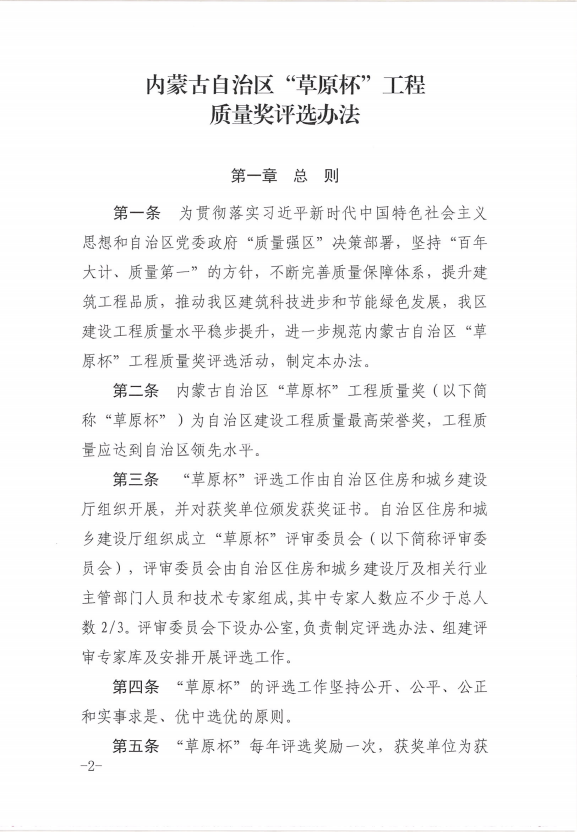 内蒙古自治区“草原杯”工程
质量奖评选办法
第一章 总 则
第一条 为贯彻落实习近平新时代中国特色社会主义
思想和自治区党委政府“质量强区”决策部署，坚持“百年
大计、质量第一”的方针，不断完善质量保障体系，提升建
筑工程品质，推动我区建筑科技进步和节能绿色发展，我区
建设工程质量水平稳步提升，进一步规范内蒙古自治区“草
原杯”工程质量奖评选活动，制定本办法。
第二条 内蒙古自治区“草原杯”工程质量奖（以下简
称“草原杯”）为自治区建设工程质量最高荣誉奖，工程质
量应达到自治区领先水平。
第三条 “草原杯”评选工作由自治区住房和城乡建设
厅组织开展，并对获奖单位颁发获奖证书。自治区住房和城
乡建设厅组织成立“草原杯”评审委员会（以下简称评审委
员会），评审委员会由自治区住房和城乡建设厅及相关行业
主管部门人员和技术专家组成,其中专家人数应不少于总人
数 2/3。评审委员会下设办公室,负责制定评选办法、组建评
审专家库及安排开展评选工作。
第四条 “草原杯”的评选工作坚持公开、公平、公正
和实事求是、优中选优的原则。
第五条 “草原杯”每年评选奖励一次，获奖单位为获
-2-